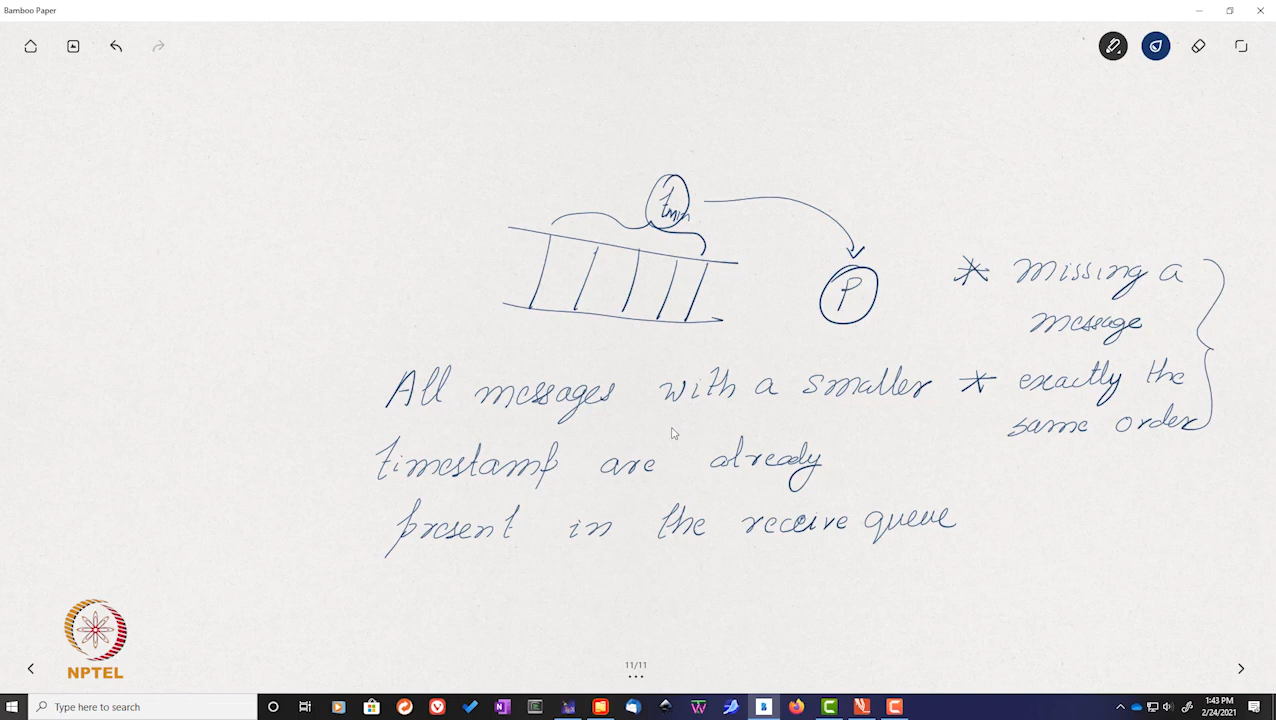 Bamboo Paper
tmin
P
* missing a
message
All messages with a smaller
* exactly the
same order
timestamp are already
present in the receive queue
NPTEL
11/11
Type here to search
1:43 PM
2/24/2021